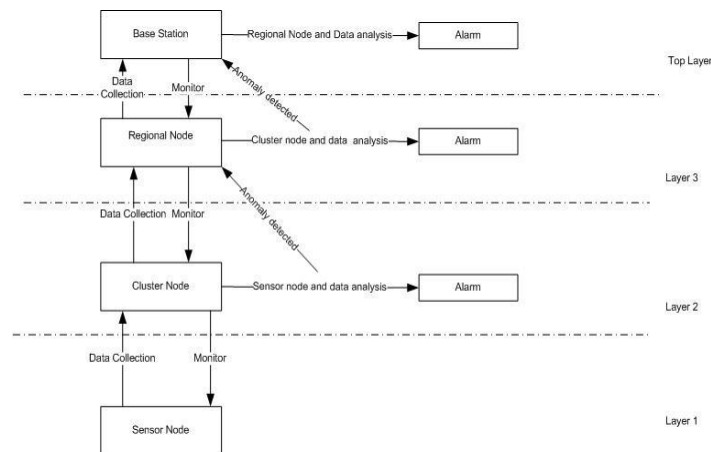 Base Station
Regional Node and Data analysis
Alarm
Top Layer
Data
Collection
Monitor
Anomaly detected
Regional Node
Cluster node and data analysis
Alarm
Layer 3
Data Collection
Monitor
Anomaly detected
Cluster Node
Sensor node and data analysis
Alarm
Layer 2
Data Collection
Monitor
Sensor Node
Layer 1